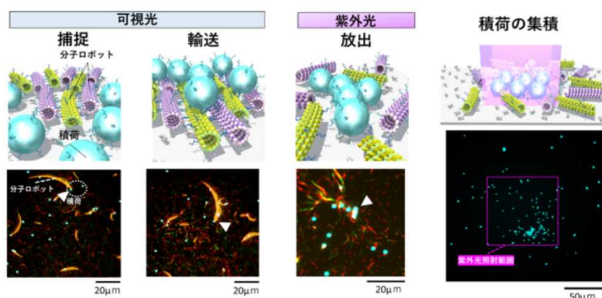 可視光
紫外光
積荷の集積
捕捉
輸送
放出
分子ロボット
積荷
分子ロボット
積荷
紫外光照射範囲
20μm
20μm
20μm
50μm